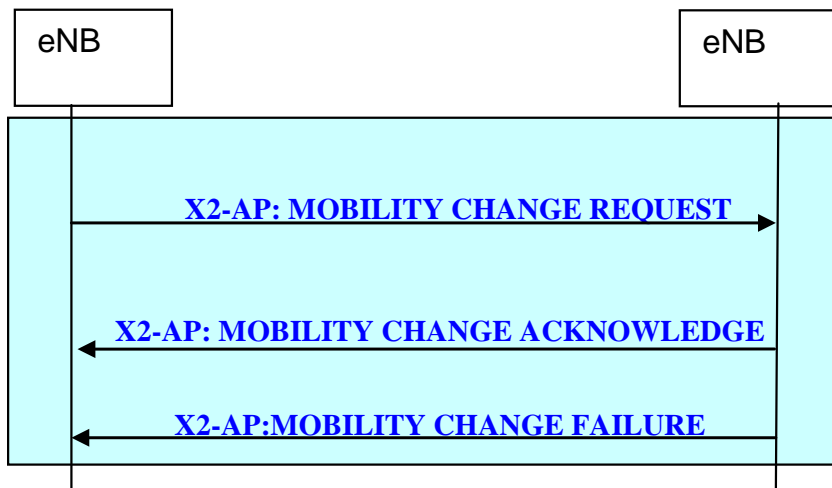 eNB
eNB
X2-AP: MOBILITY CHANGE REQUEST
X2-AP: MOBILITY CHANGE ACKNOWLEDGE
X2-AP:MOBILITY CHANGE FAILURE